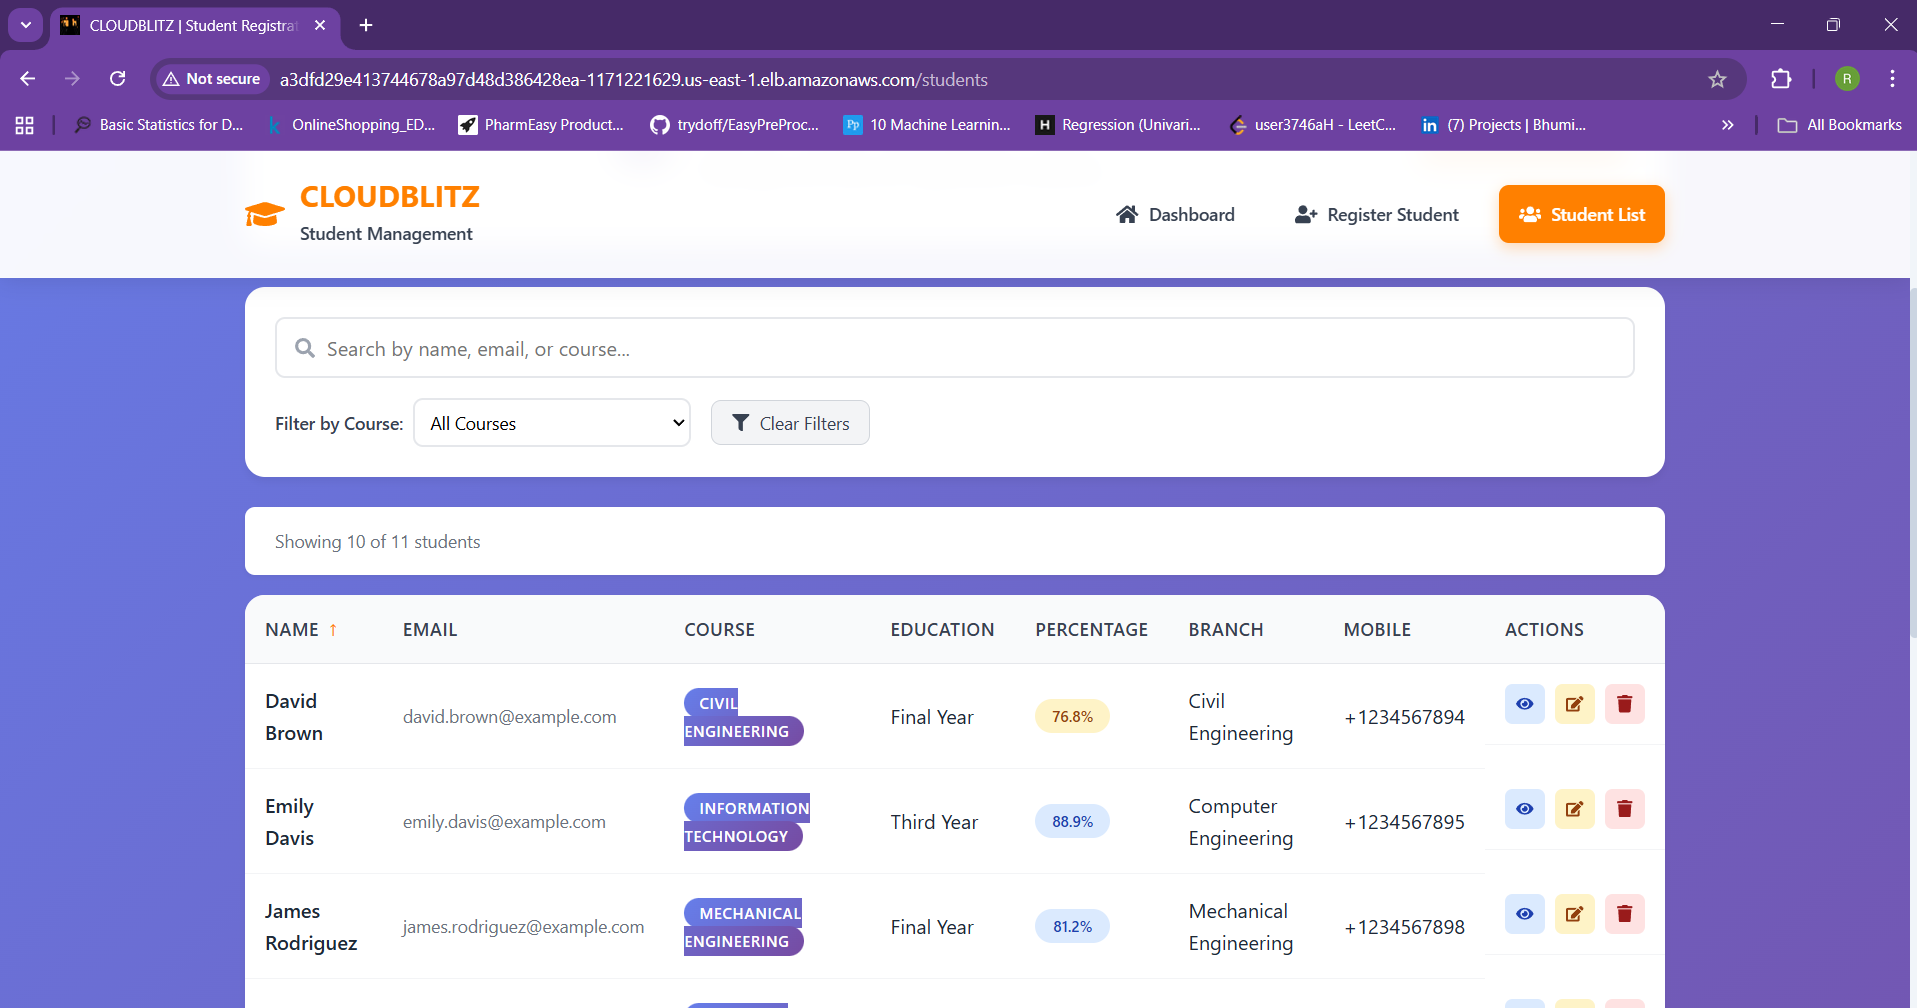 CLOUDBLITZ | Student Registrat
Not secure
a3dfd29e413744678a97d48d386428ea-1171221629.us-east-1.elb.amazonaws.com/students
R
Basic Statistics for D...
OnlineShopping_ED...
PharmEasy Product...
trydoff/EasyPreProc...
Pp 10 Machine Learnin...
H Regression (Univari...
user3746aH - LeetC...
in (7) Projects | Bhumi...
All Bookmarks
CLOUDBLITZ
Student Management
Dashboard
Register Student
Student List
Search by name, email, or course...
Filter by Course:
All Courses
Clear Filters
Showing 10 of 11 students
NAME ↑ EMAIL COURSE EDUCATION PERCENTAGE BRANCH MOBILE ACTIONS
David
Brown
david.brown@example.com
CIVIL
ENGINEERING
Final Year
76.8%
Civil
Engineering
+1234567894
Emily
Davis
emily.davis@example.com
INFORMATION
TECHNOLOGY
Third Year
88.9%
Computer
Engineering
+1234567895
James
Rodriguez
james.rodriguez@example.com
MECHANICAL
ENGINEERING
Final Year
81.2%
Mechanical
Engineering
+1234567898